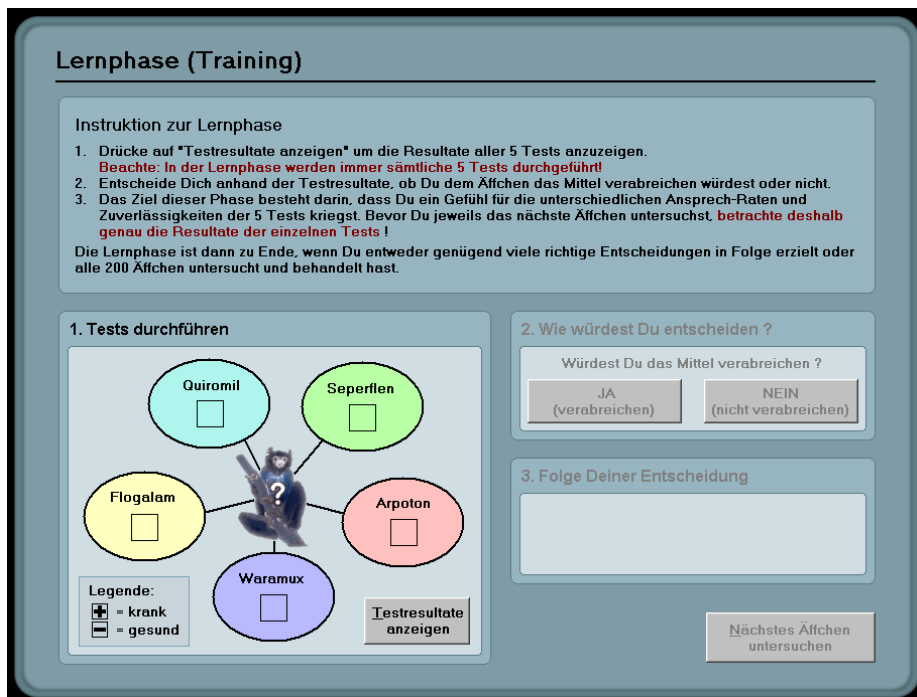 Lernphase (Training)
Instruktion zur Lernphase
1. Drücke auf "Testresultate anzeigen" um die Resultate aller 5 Tests anzuzeigen.
Beachte: In der Lernphase werden immer sämtliche 5 Tests durchgeführt!
2. Entscheide Dich anhand der Testresultate, ob Du dem Äffchen das Mittel verabreichen würdest oder nicht.
3. Das Ziel dieser Phase besteht darin, dass Du ein Gefühl für die unterschiedlichen Ansprech-Raten und
Zuverlässigkeiten der 5 Tests kriegst. Bevor Du jeweils das nächste Äffchen untersuchst, betrachte deshalb
genau die Resultate der einzelnen Tests !
Die Lernphase ist dann zu Ende, wenn Du entweder genügend viele richtige Entscheidungen in Folge erzielt oder
alle 200 Äffchen untersucht und behandelt hast.
1. Tests durchführen
Quiromil
Seperflen
Flogalam
?
Arpoton
Waramux
Legende:
+ = krank
− = gesund
Testresultate
anzeigen
2. Wie würdest Du entscheiden ?
Würdest Du das Mittel verabreichen ?
JA
(verabreichen)
NEIN
(nicht verabreichen)
3. Folge Deiner Entscheidung
Nächstes Äffchen
untersuchen